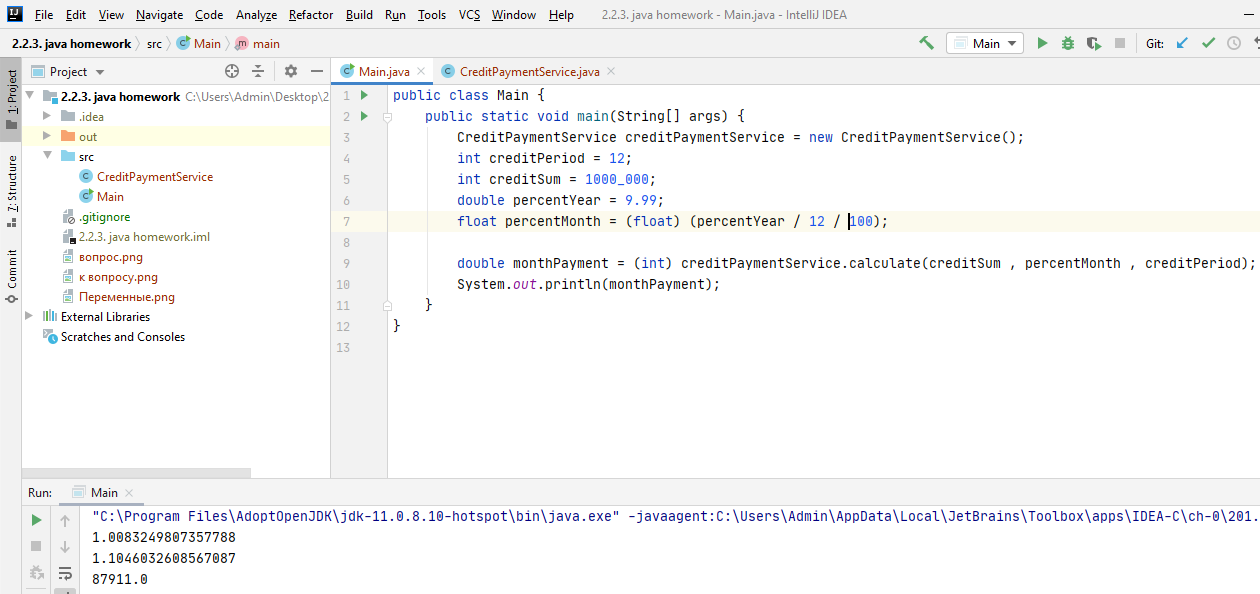 File Edit View Navigate Code Analyze Refactor Build Run Tools VCS Window Help 2.2.3. java homework - Main.java - IntelliJ IDEA
2.2.3. java homework src Main main Main Git:
1: Project
7: Structure
Commit
Project
2.2.3. java homework C:\Users\Admin\Desktop\2
.idea
out
src
CreditPaymentService
Main
.gitignore
2.2.3. java homework.iml
вопрос.png
к вопросу.png
Переменные.png
External Libraries
Scratches and Consoles
Main.java CreditPaymentService.java
1 public class Main {
2 public static void main(String[] args) {
3 CreditPaymentService creditPaymentService = new CreditPaymentService();
4 int creditPeriod = 12;
5 int creditSum = 1000_000;
6 double percentYear = 9.99;
7 float percentMonth = (float) (percentYear / 12 / 100);
8
9 double monthPayment = (int) creditPaymentService.calculate(creditSum , percentMonth , creditPeriod);
10 System.out.println(monthPayment);
11 }
12 }
13
Run: Main
"C:\Program Files\AdoptOpenJDK\jdk-11.0.8.10-hotspot\bin\java.exe" -javaagent:C:\Users\Admin\AppData\Local\JetBrains\Toolbox\apps\IDEA-C\ch-0\201.
1.0083249807357788
1.1046032608567087
87911.0